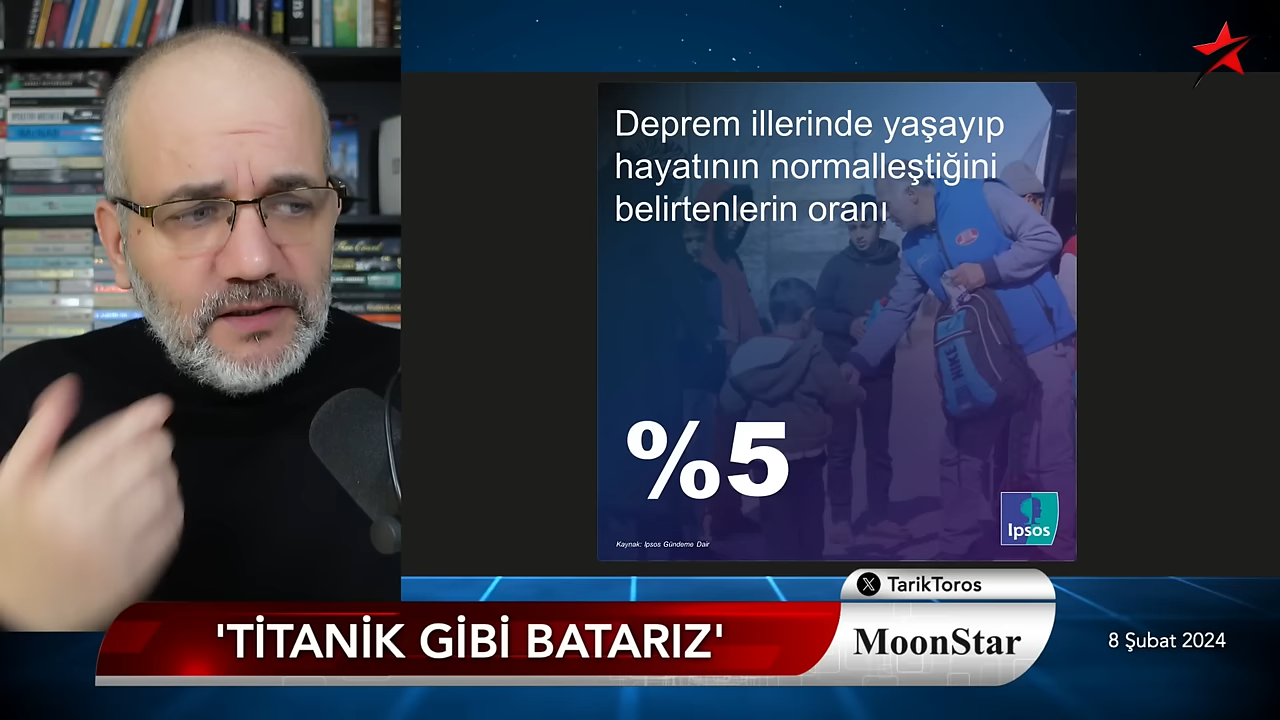 Deprem illerinde yaşayıp
hayatının normalleştiğini
belirtenlerin oranı
NIKE
%5
Ipsos
Kaynak: Ipsos Gündeme Dair
TarikToros
'TİTANİK GİBİ BATARIZ'
MoonStar
8 Şubat 2024